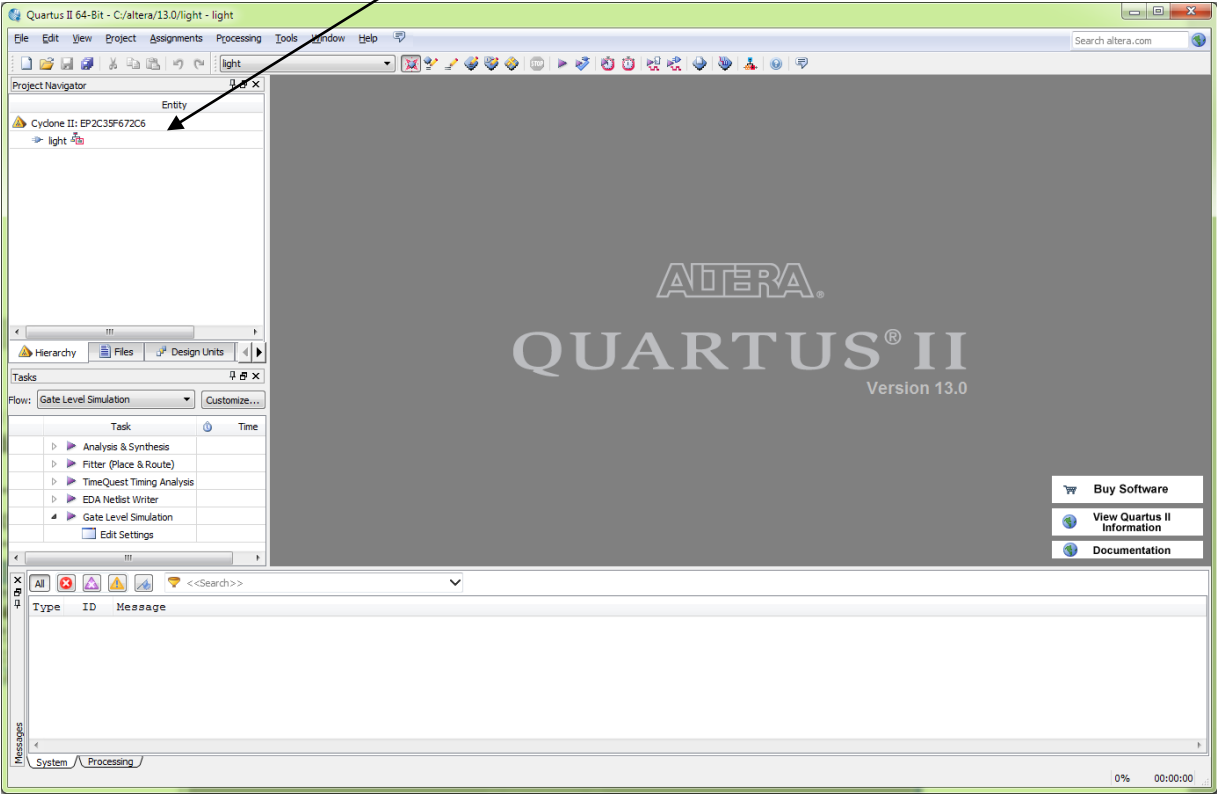 Quartus II 64-Bit - C:/altera/13.0/light - light
File Edit View Project Assignments Processing Tools Window Help
Search altera.com
light
Project Navigator
Entity
Cyclone II: EP2C35F672C6
light
Hierarchy Files Design Units
Tasks
Flow: Gate Level Simulation Customize...
Task Time
Analysis & Synthesis
Fitter (Place & Route)
TimeQuest Timing Analysis
EDA Netlist Writer
Gate Level Simulation
Edit Settings
ALTERA®
QUARTUS® II
Version 13.0
Buy Software
View Quartus II
Information
Documentation
All <<Search>>
Type ID Message
Messages
System Processing
0% 00:00:00